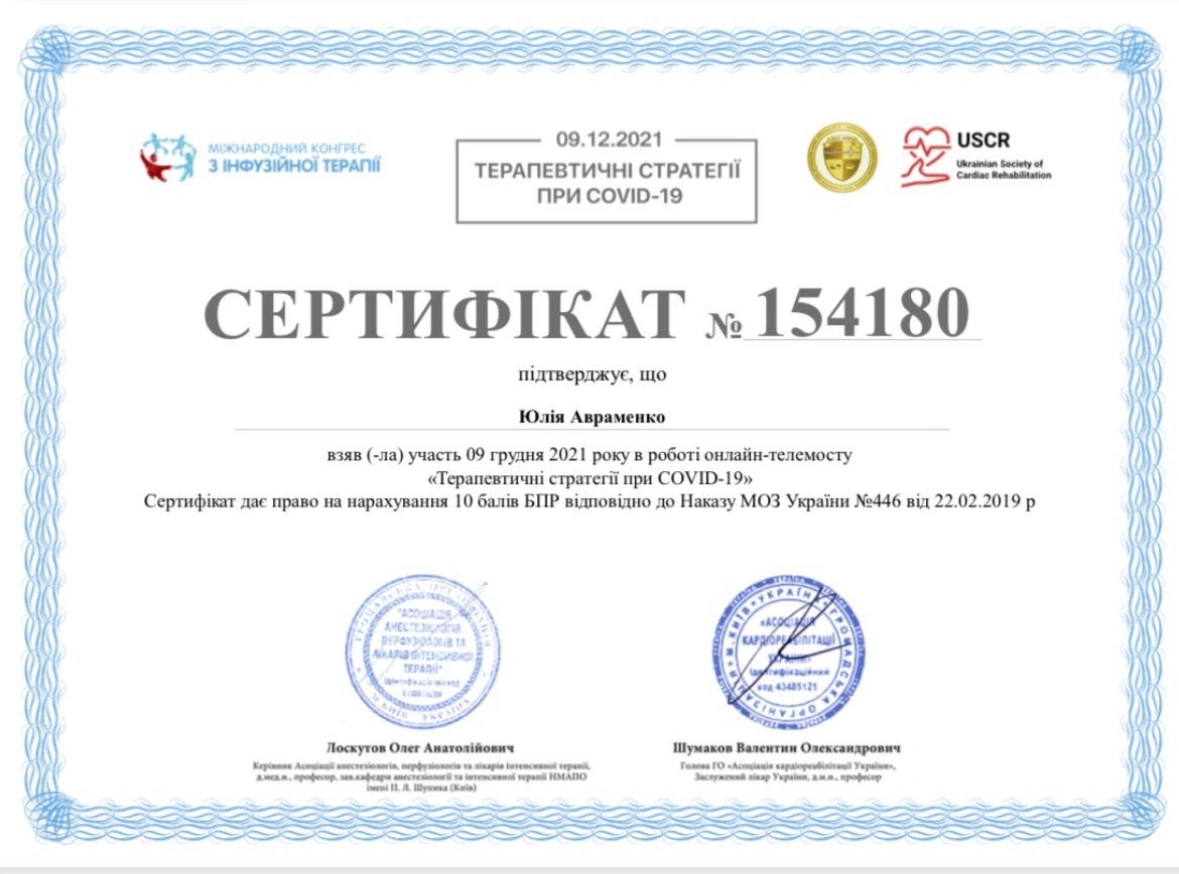 МІЖНАРОДНИЙ КОНГРЕС
З ІНФУЗІЙНОЇ ТЕРАПІЇ
09.12.2021
ТЕРАПЕВТИЧНІ СТРАТЕГІЇ
ПРИ COVID-19
USCR
Ukrainian Society of
Cardiac Rehabilitation
СЕРТИФІКАТ № 154180
підтверджує, що
Юлія Авраменко
взяв (-ла) участь 09 грудня 2021 року в роботі онлайн-телемосту
«Терапевтичні стратегії при COVID-19»
Сертифікат дає право на нарахування 10 балів БПР відповідно до Наказу МОЗ України №446 від 22.02.2019 р
ГРОМАДСЬКА ОРГАНІЗАЦІЯ
"АСОЦІАЦІЯ
АНЕСТЕЗІОЛОГІВ
ПЕРФУЗІОЛОГІВ ТА
ЛІКАРІВ ІНТЕНСИВНОЇ
ТЕРАПІЇ"
Ідентифікаційний код
УКРАЇНА * М.КИЇВ * ГРОМАДСЬКА ОРГАНІЗАЦІЯ
«АСОЦІАЦІЯ
КАРДІОРЕАБІЛІТАЦІЇ
УКРАЇНИ»
Ідентифікаційний
код 43485121
Лоскутов Олег Анатолійович
Керівник Асоціації анестезіологів, перфузіологів та лікарів інтенсивної терапії,
д.мед.н., професор, зав.кафедри анестезіології та інтенсивної терапії НМАПО
імені П. Л. Шупика (Київ)
Шумаков Валентин Олександрович
Голова ГО «Асоціація кардіореабілітації України»,
Заслужений лікар України, д.м.н., професор